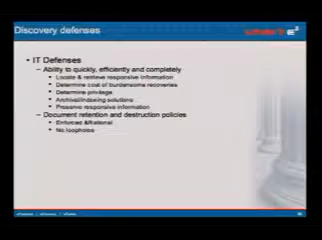 Discovery defenses
• IT Defenses
– Ability to quickly, efficiently and completely
• Locate & retrieve responsive information
• Determine cost of burdensome recoveries
• Determine privilege
• Archival/indexing solutions
• Preserve responsive information
– Document retention and destruction policies
• Enforced &Rational
• No loopholes